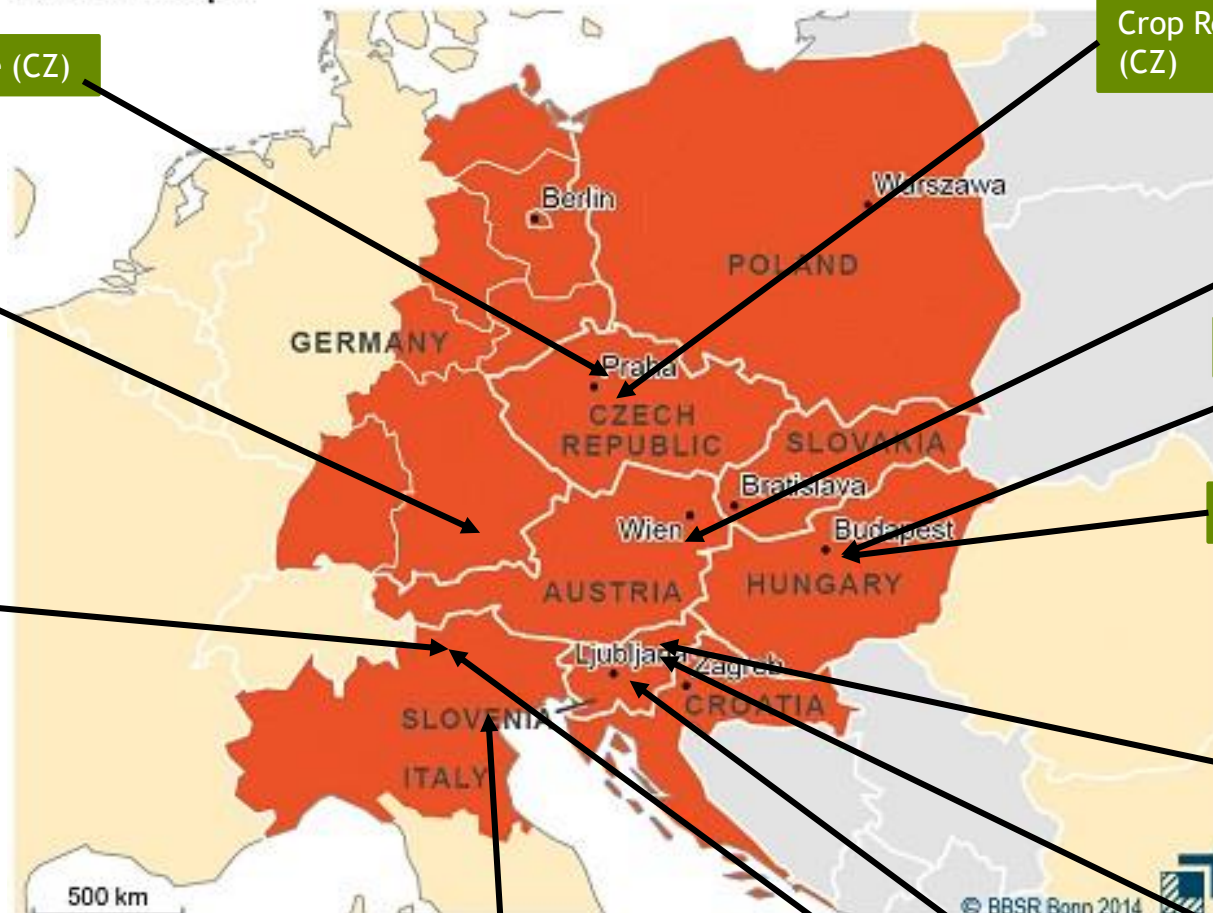 (CZ)
Crop
(CZ)
Warszawa
Berlin
POLAND
GERMANY
Praha
CZECH
REPUBLIC
SLOVAKIA
Bratislava
Wien
Budapest
AUSTRIA
HUNGARY
Ljubljana
Zagreb
CROATIA
SLOVENIA
ITALY
500 km
© BBSR Bonn 2014